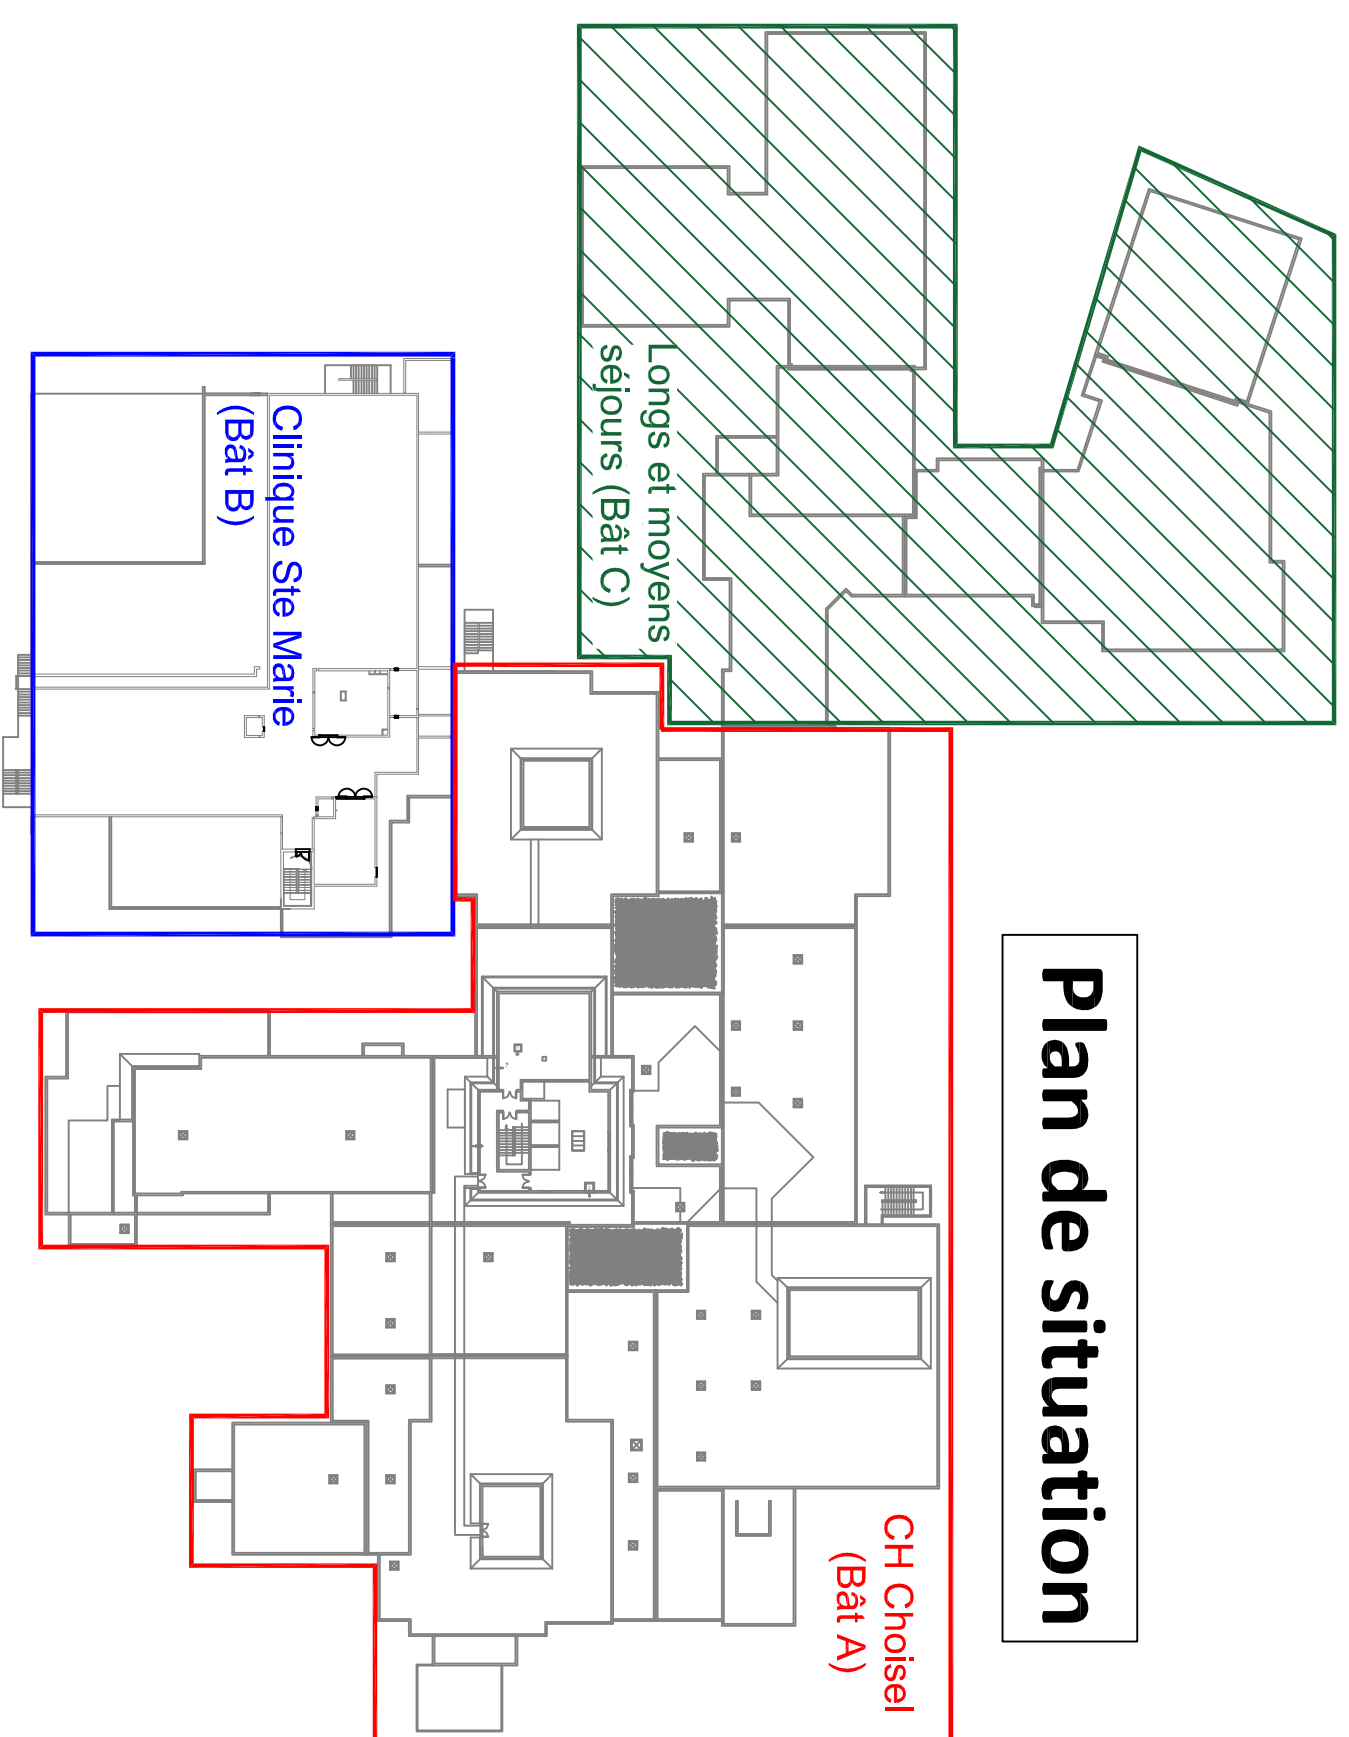 Plan de situation
Longs et moyens
séjours (Bât C)
Clinique Ste Marie
(Bât B)
CH Choisel
(Bât A)